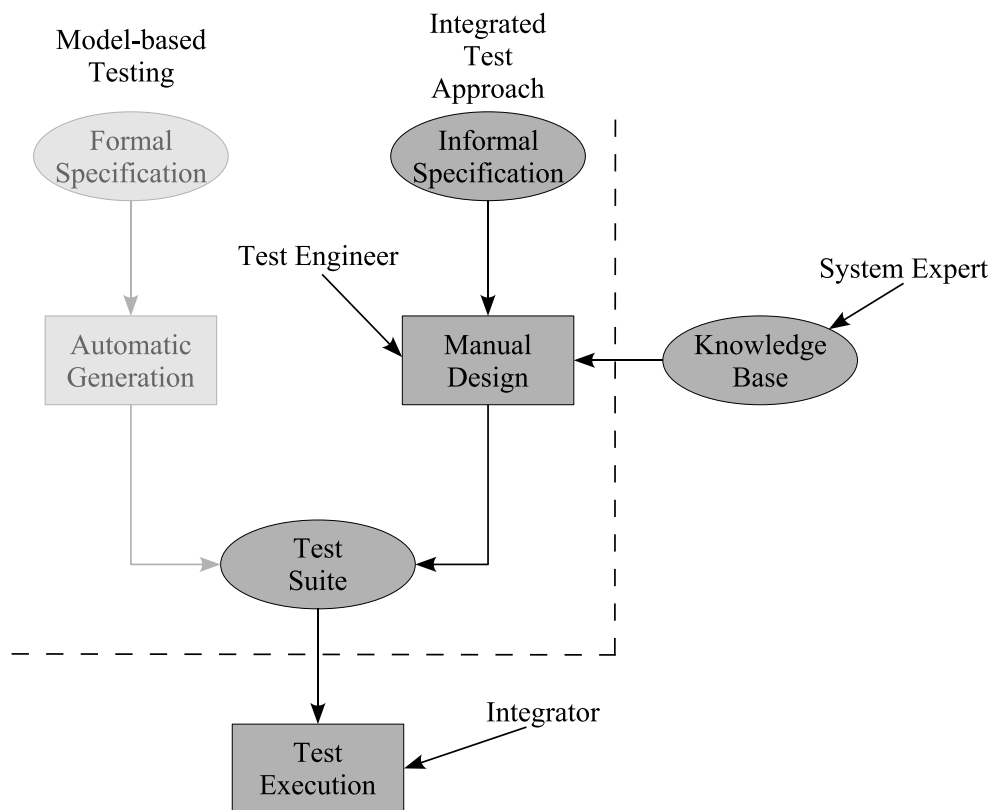 Model-based
Testing
Integrated
Test
Approach
Formal
Specification
Informal
Specification
Test Engineer
System Expert
Automatic
Generation
Manual
Design
Knowledge
Base
Test
Suite
Integrator
Test
Execution